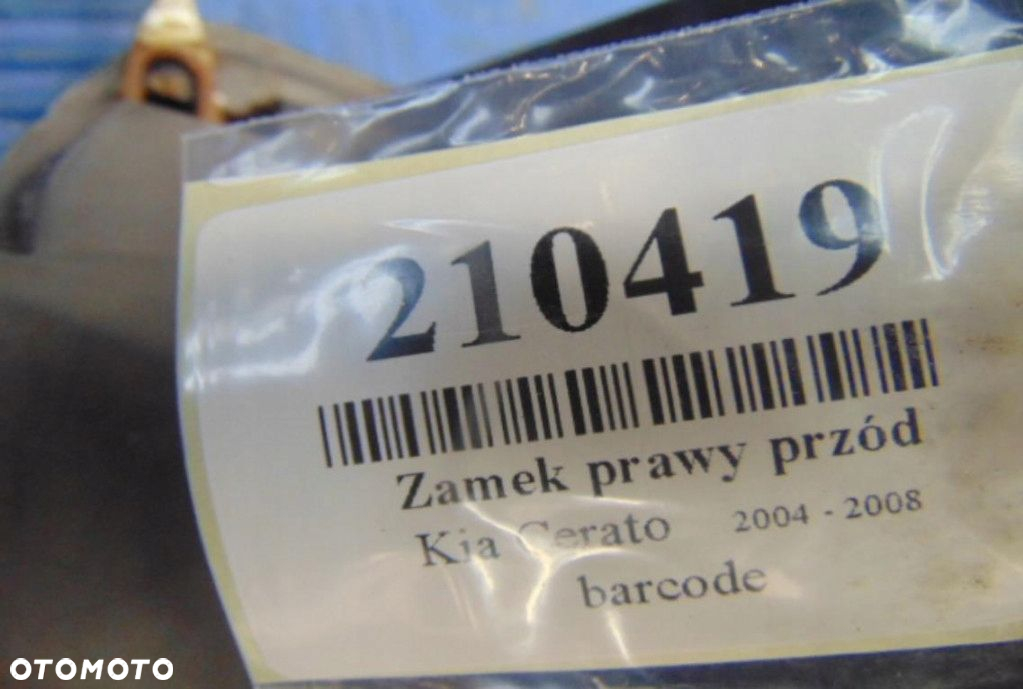 210419
Zamek prawy przód
Kia Cerato 2004 - 2008
barcode
OTOMOTO